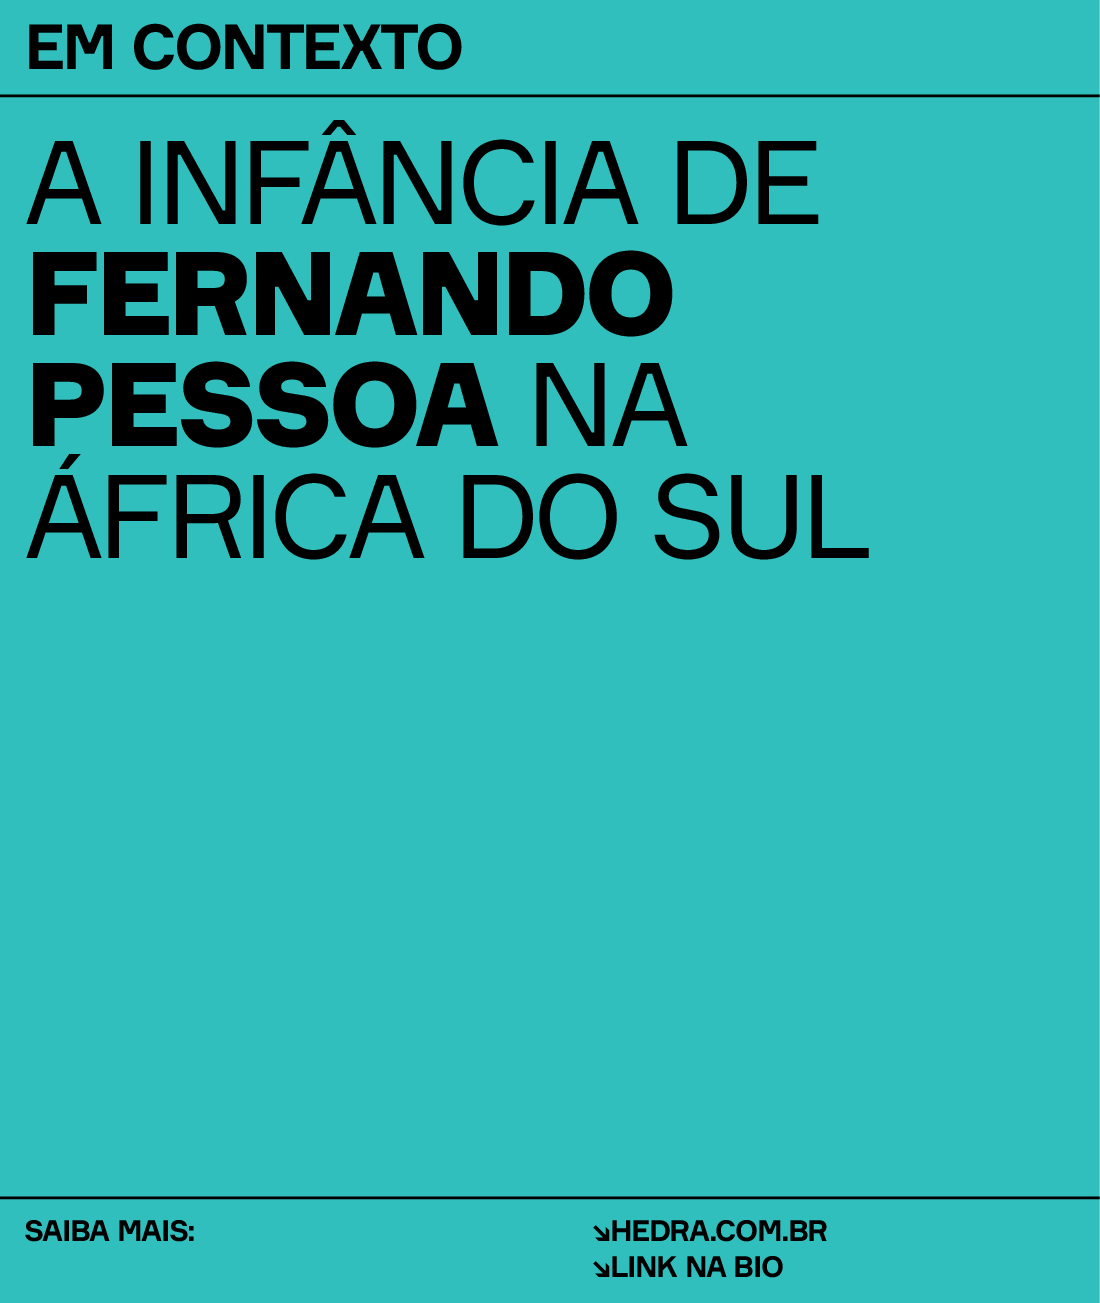 EM CONTEXTO
A INFÂNCIA DE
FERNANDO
PESSOA NA
ÁFRICA DO SUL
SAIBA MAIS:
↘HEDRA.COM.BR
↘LINK NA BIO